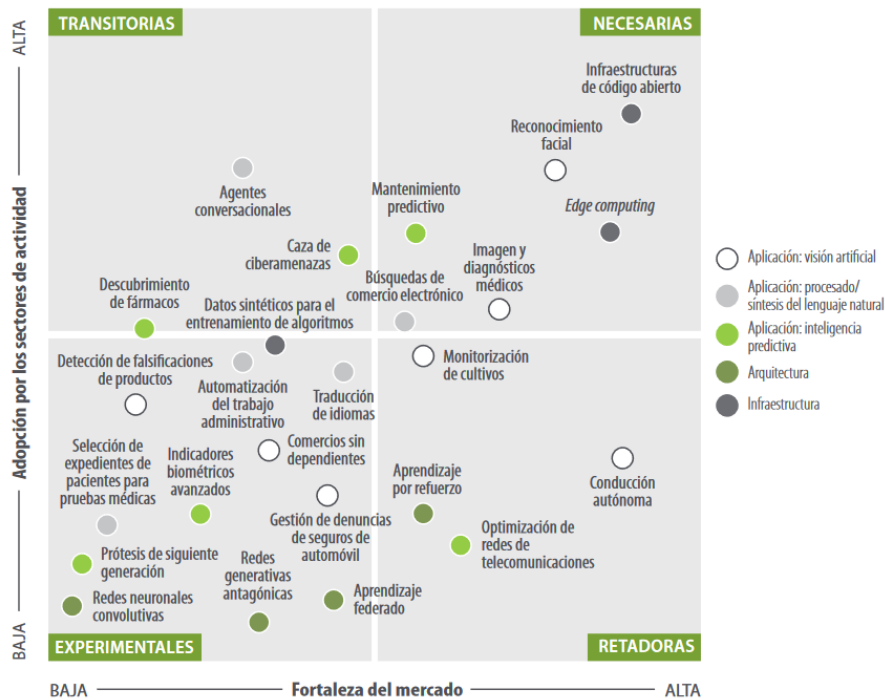 TRANSITORIAS
NECESARIAS
ALTA
Infraestructuras
de código abierto
Reconocimiento
facial
Agentes
conversacionales
Mantenimiento
predictivo
Edge computing
Caza de
ciberamenazas
Imagen y
diagnósticos
médicos
Búsquedas de
comercio electrónico
Descubrimiento
de fármacos
Datos sintéticos para el
entrenamiento de algoritmos
Adopción por los sectores de actividad
Detección de falsificaciones
de productos
Automatización
del trabajo
administrativo
Traducción
de idiomas
Monitorización
de cultivos
Selección de
expedientes de
pacientes para
pruebas médicas
Indicadores
biométricos
avanzados
Comercios sin
dependientes
Aprendizaje
por refuerzo
Conducción
autónoma
Gestión de denuncias
de seguros de
automóvil
Optimización de
redes de
telecomunicaciones
Prótesis de siguiente
generación
Redes
generativas
antagónicas
Redes neuronales
convolutivas
Aprendizaje
federado
BAJA
EXPERIMENTALES
RETADORAS
BAJA
Fortaleza del mercado
ALTA
Aplicación: visión artificial
Aplicación: procesado/
síntesis del lenguaje natural
Aplicación: inteligencia
predictiva
Arquitectura
Infraestructura